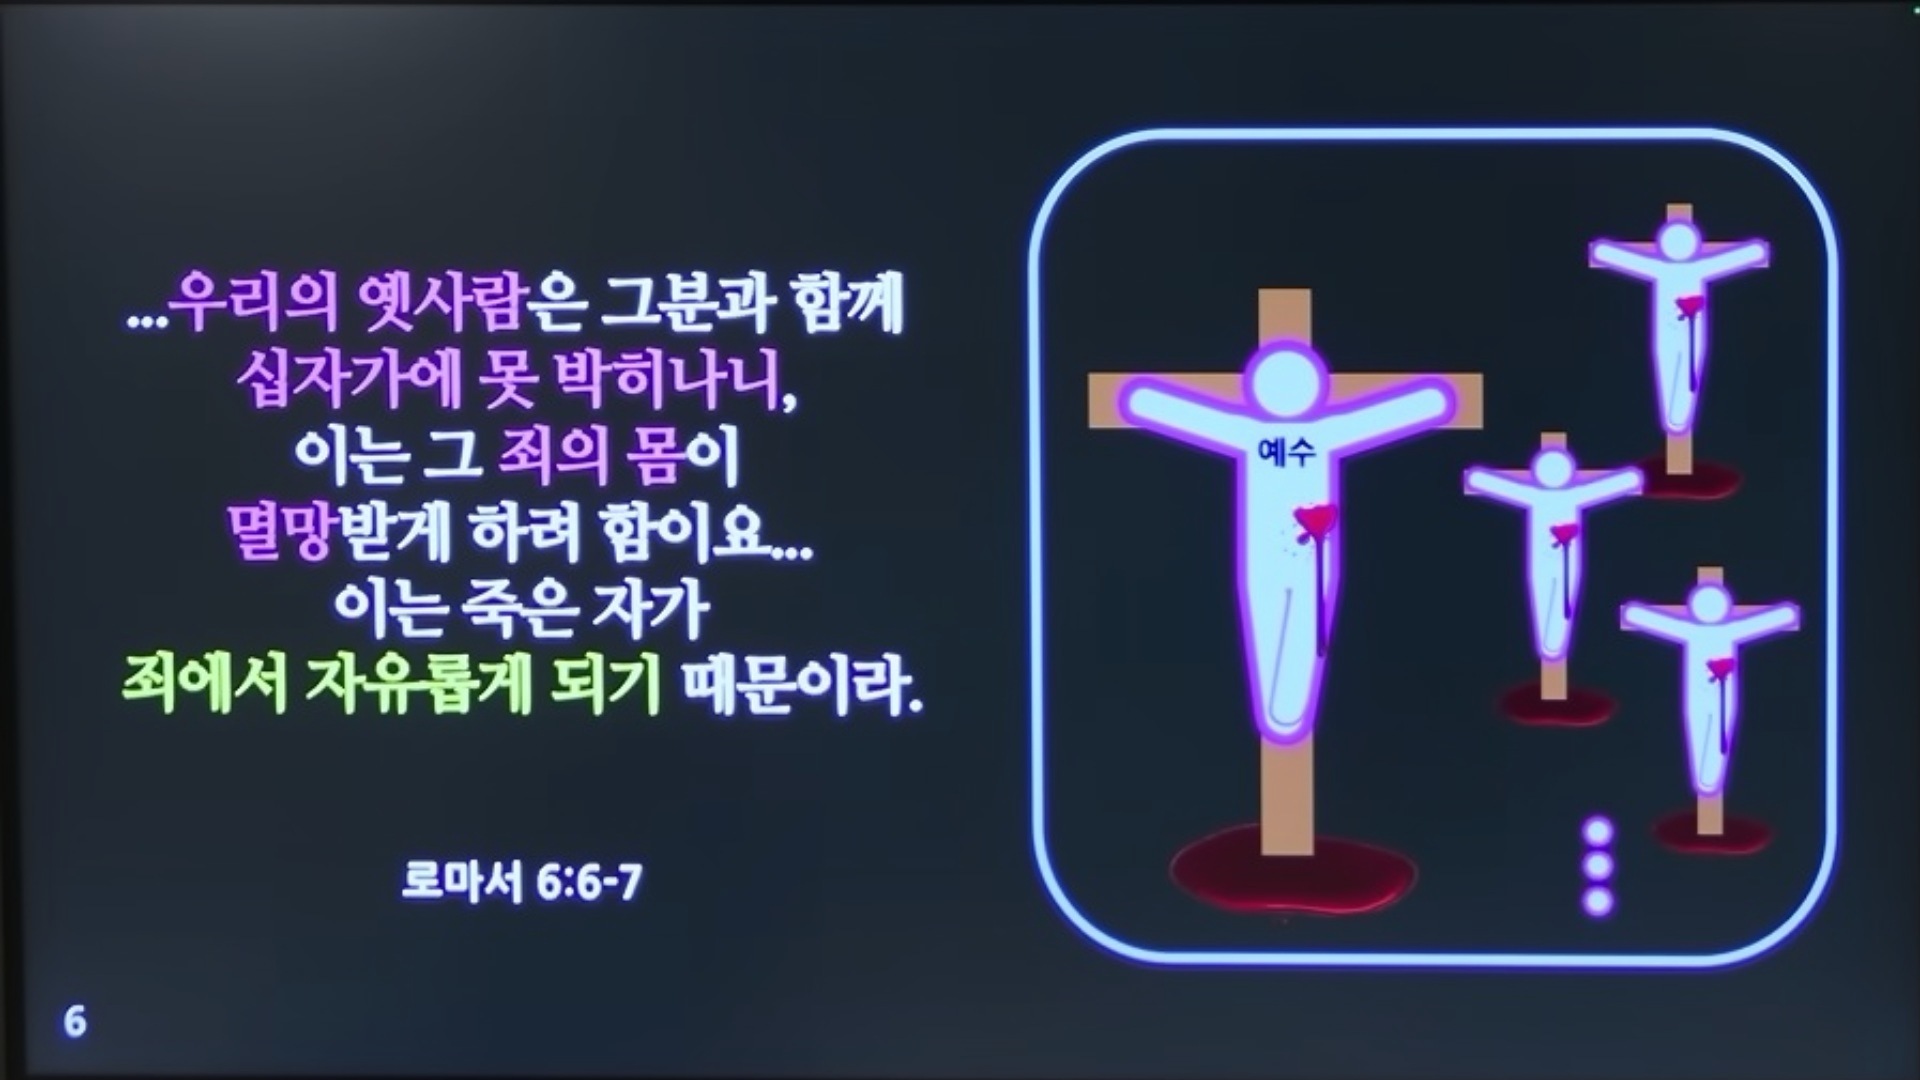 ...우리의 옛사람은 그분과 함께
십자가에 못 박히나니,
이는 그 죄의 몸이
멸망받게 하려 함이요...
이는 죽은 자가
죄에서 자유롭게 되기 때문이라.
로마서 6:6-7
예수
6